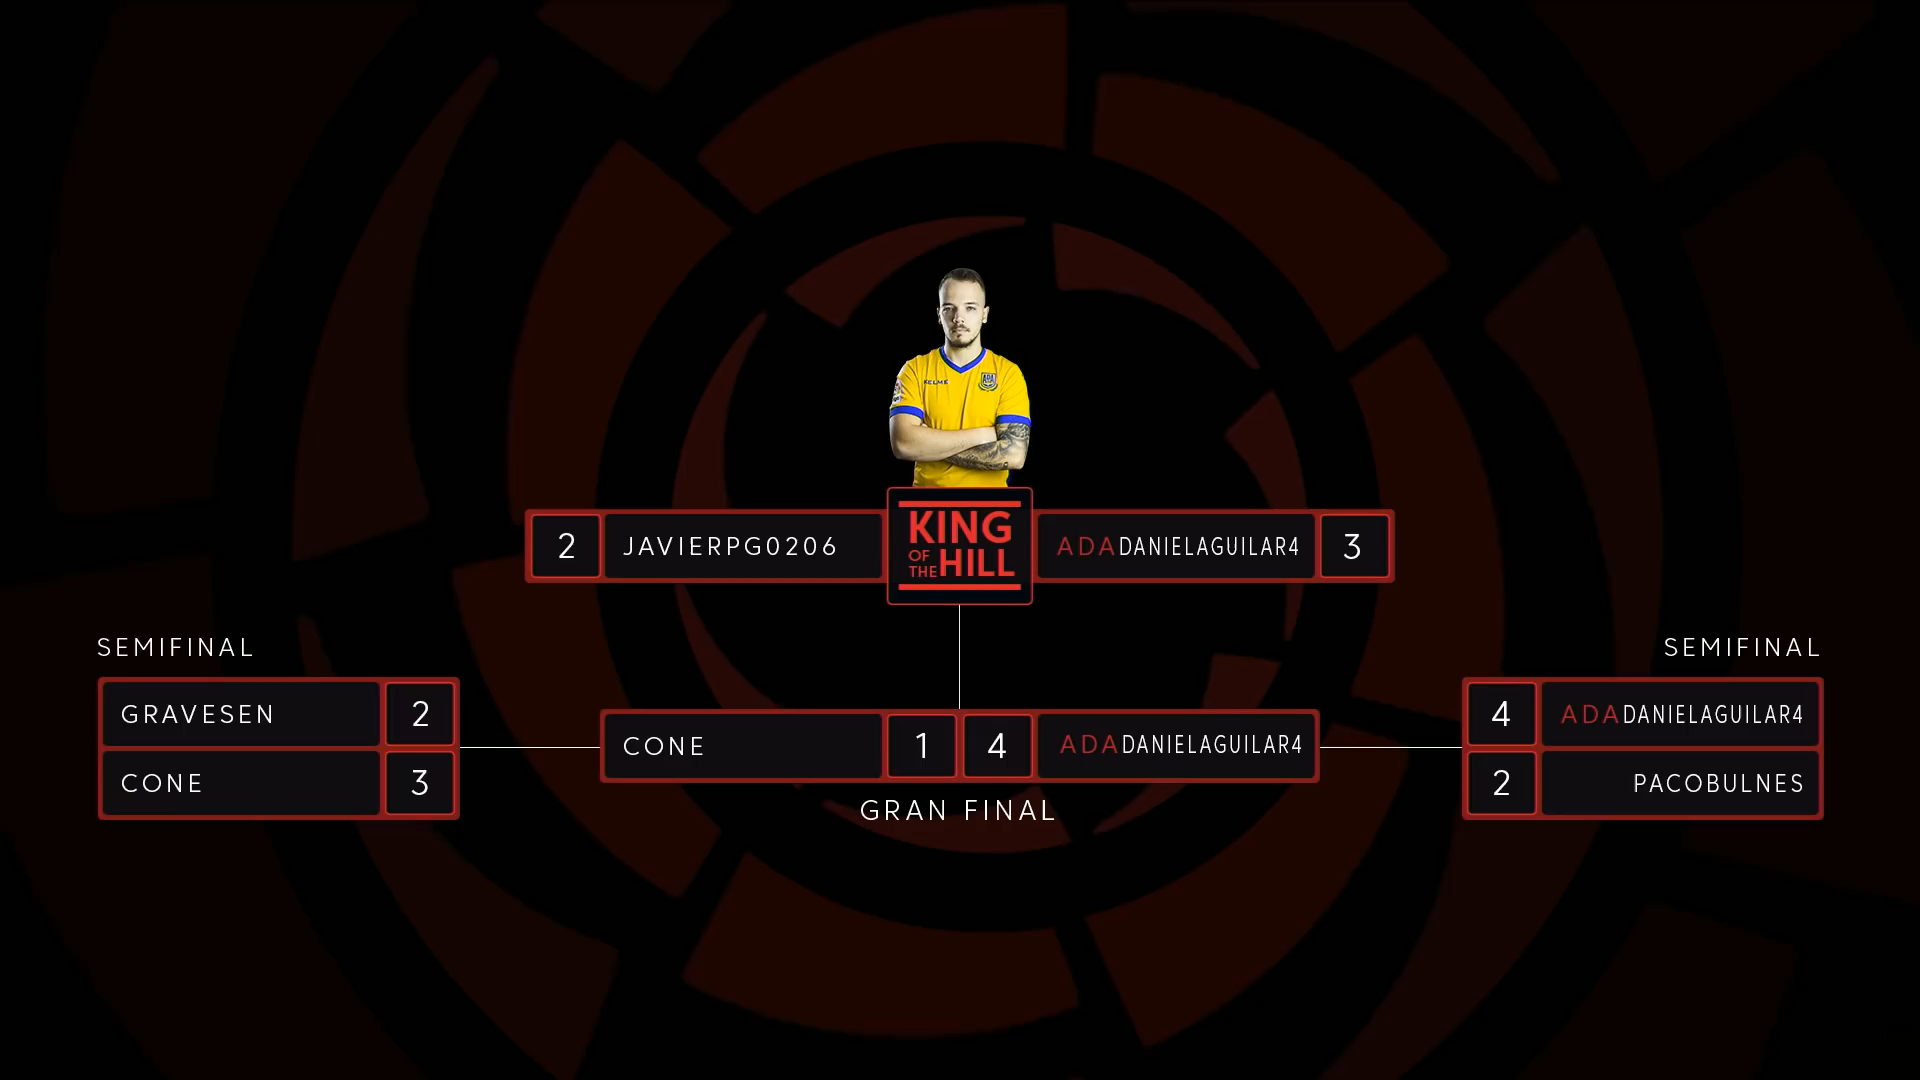 KELME
2 JAVIERPG0206
KING
OF THE HILL
ADADANIELAGUILAR4 3
SEMIFINAL
GRAVESEN 2
CONE 3
CONE 1 4 ADADANIELAGUILAR4
GRAN FINAL
SEMIFINAL
4 ADADANIELAGUILAR4
2 PACOBULNES